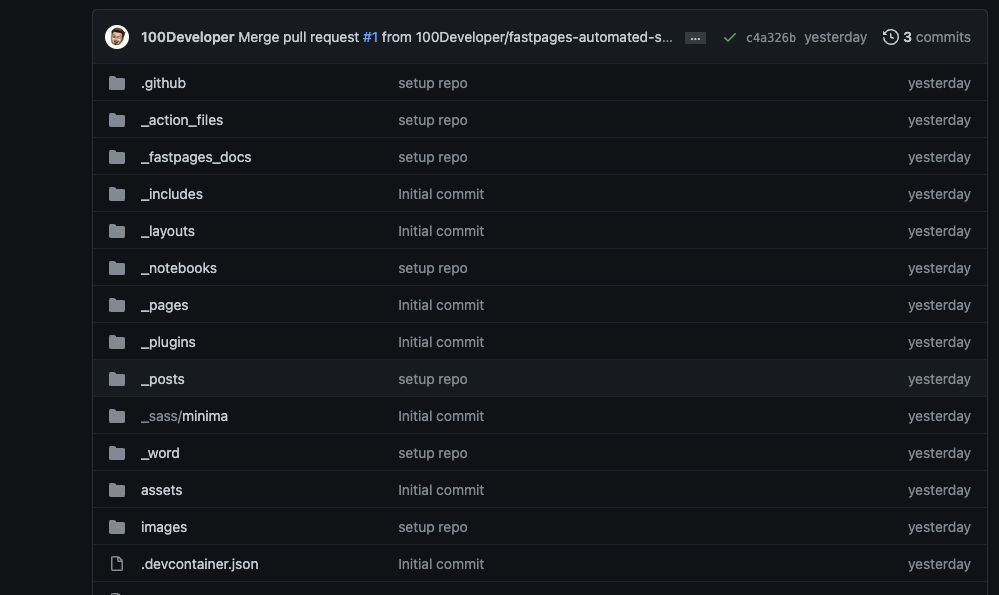 100Developer Merge pull request #1 from 100Developer/fastpages-automated-s... ... c4a326b yesterday 3 commits
.github setup repo yesterday
_action_files setup repo yesterday
_fastpages_docs setup repo yesterday
_includes Initial commit yesterday
_layouts Initial commit yesterday
_notebooks setup repo yesterday
_pages Initial commit yesterday
_plugins Initial commit yesterday
_posts setup repo yesterday
_sass/minima Initial commit yesterday
_word setup repo yesterday
assets Initial commit yesterday
images setup repo yesterday
.devcontainer.json Initial commit yesterday